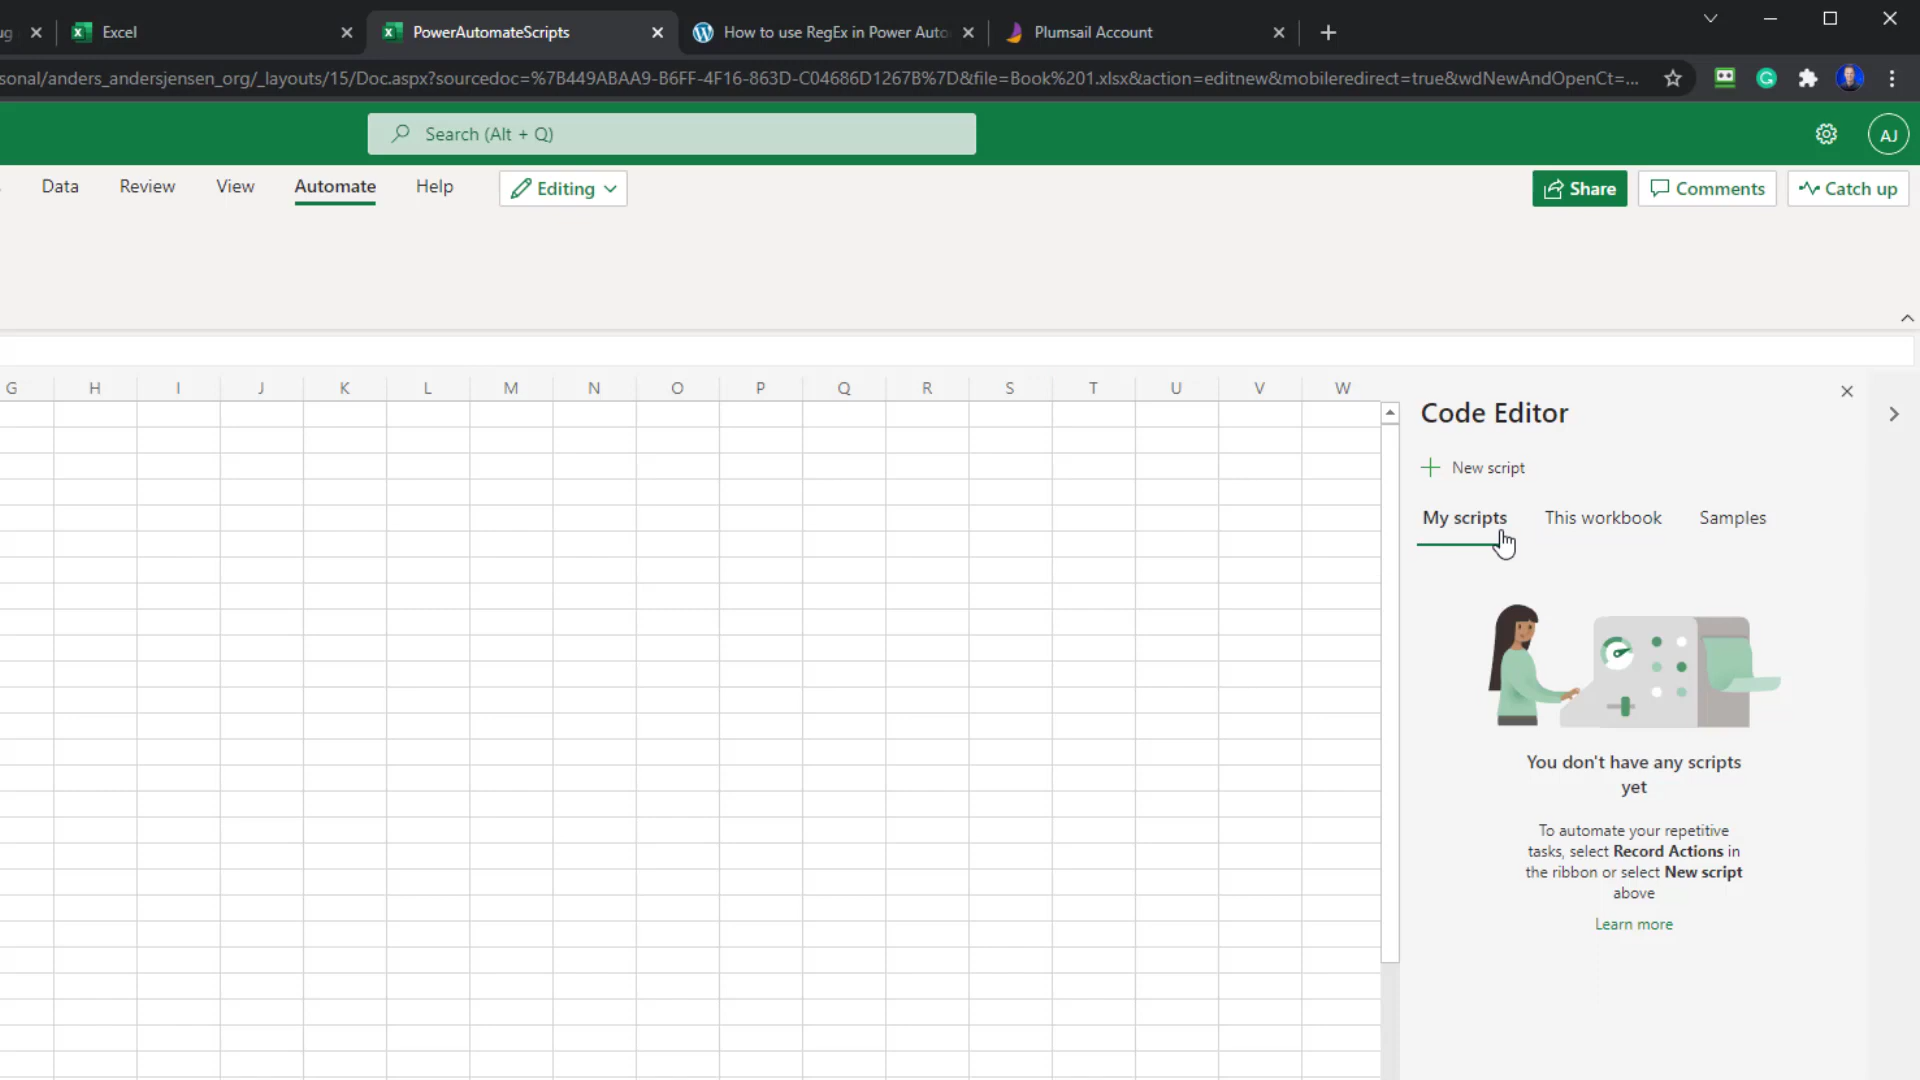 ug
Excel
PowerAutomateScripts
How to use RegEx in Power Auto
Plumsail Account
sonal/anders_andersjensen_org/_layouts/15/Doc.aspx?sourcedoc=%7B449ABAA9-B6FF-4F16-863D-C04686D1267B%7D&file=Book%201.xlsx&action=editnew&mobileredirect=true&wdNewAndOpenCt=...
Search (Alt + Q)
AJ
Data Review View Automate Help Editing Share Comments Catch up
G H I J K L M N O P Q R S T U V W
Code Editor
New script
My scripts This workbook Samples
You don't have any scripts
yet
To automate your repetitive
tasks, select Record Actions in
the ribbon or select New script
above
Learn more